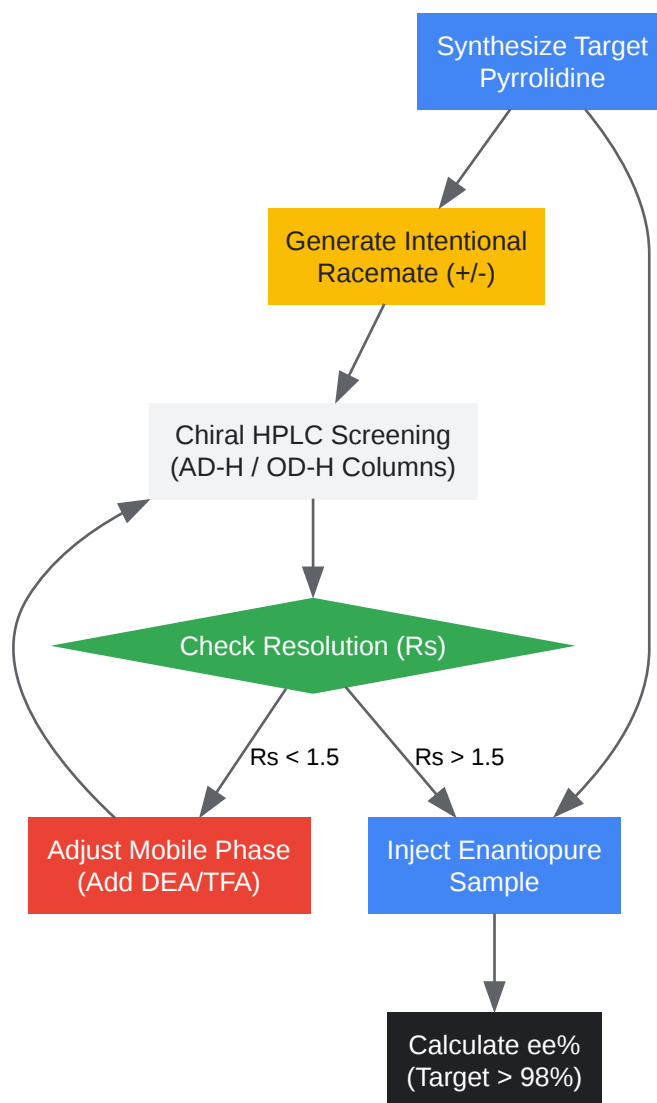 Synthesize Target
Pyrrolidine
Generate Intentional
Racemate (+/-)
Chiral HPLC Screening
(AD-H / OD-H Columns)
Check Resolution (Rs)
Rs < 1.5
Rs > 1.5
Adjust Mobile Phase
(Add DEA/TFA)
Inject Enantiopure
Sample
Calculate ee%
(Target > 98%)